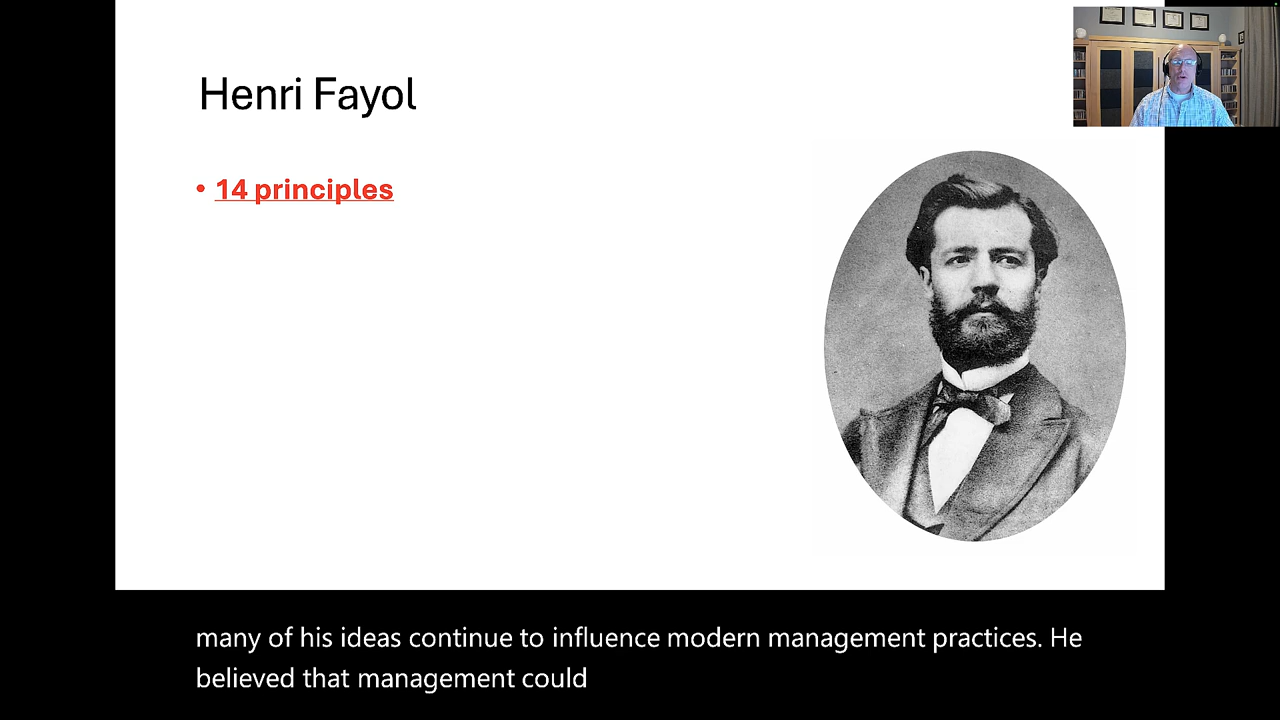 Henri Fayol
• 14 principles
many of his ideas continue to influence modern management practices. He
believed that management could